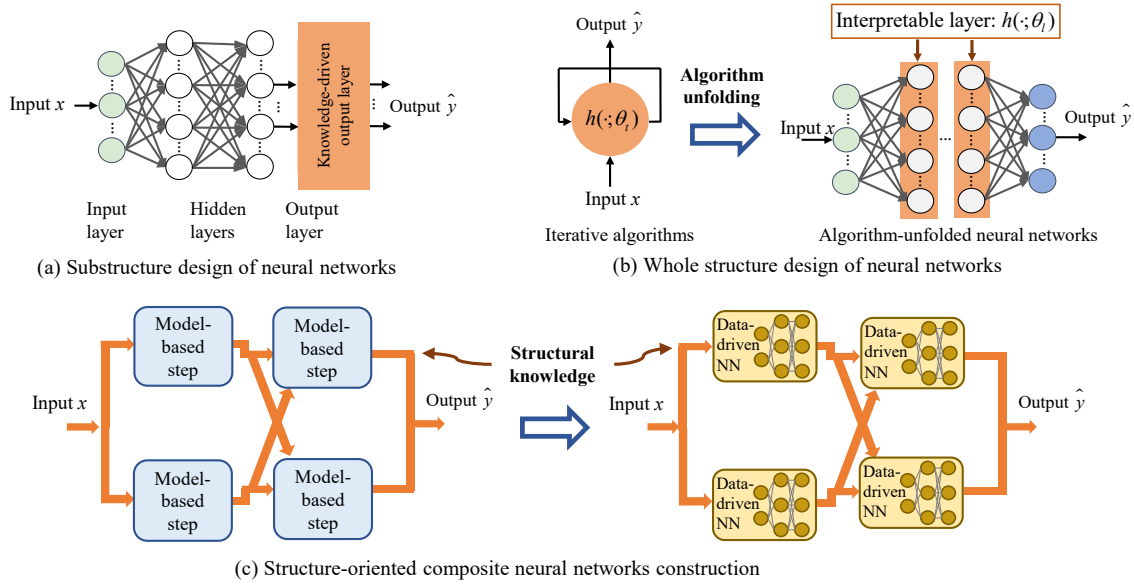 Input x
Knowledge-driven
output layer
Output ŷ
Input
layer
Hidden
layers
Output
layer
(a) Substructure design of neural networks
Output ŷ
h(·;θₗ)
Input x
Iterative algorithms
Algorithm
unfolding
Interpretable layer: h(·;θₗ)
Input x
...
Output ŷ
Algorithm-unfolded neural networks
(b) Whole structure design of neural networks
Input x
Model-
based
step
Model-
based
step
Model-
based
step
Model-
based
step
Output ŷ
Structural
knowledge
Input x
Data-
driven
NN
Data-
driven
NN
Data-
driven
NN
Data-
driven
NN
Output ŷ
(c) Structure-oriented composite neural networks construction